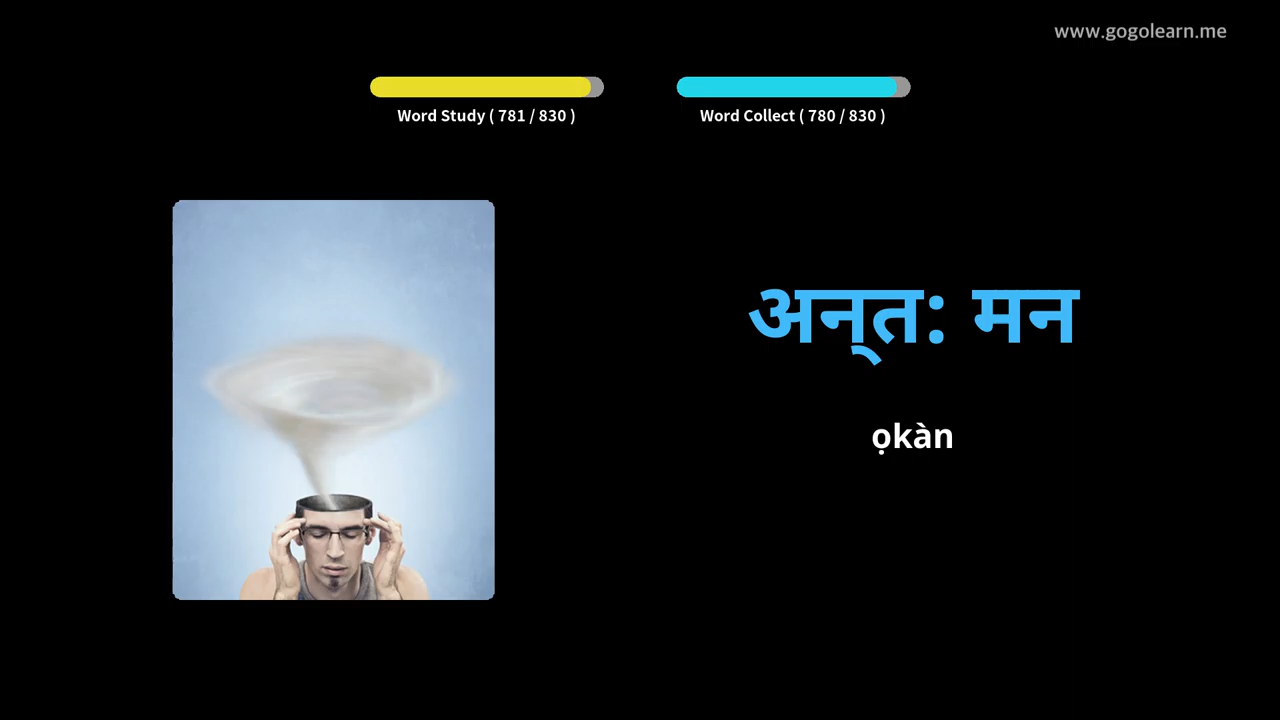 www.gogolearn.me
Word Study ( 781 / 830 )
Word Collect ( 780 / 830 )
अन्‌त: मन
ọkàn